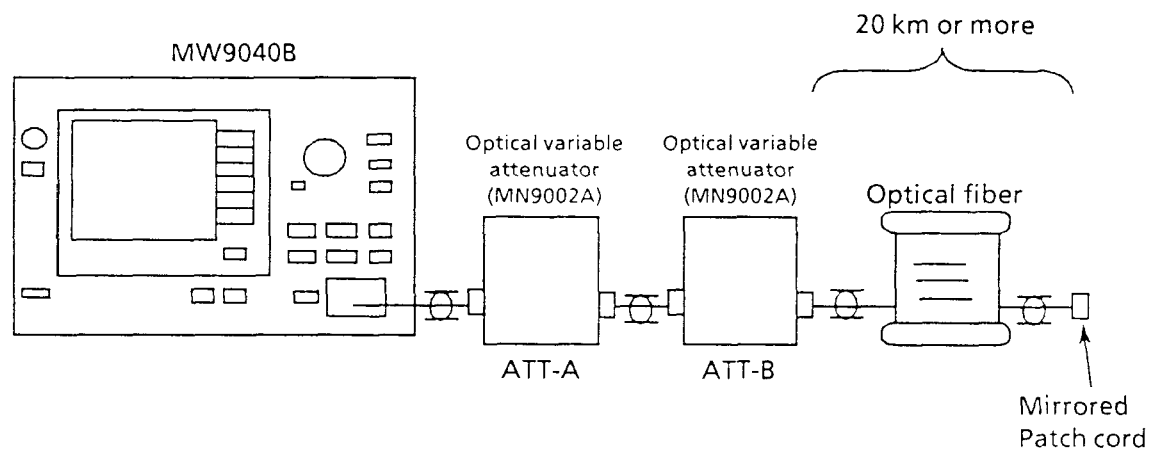 20 km or more
MW9040B
Optical variable
attenuator
(MN9002A)
Optical variable
attenuator
(MN9002A)
Optical fiber
ATT-A
ATT-B
Mirrored
Patch cord